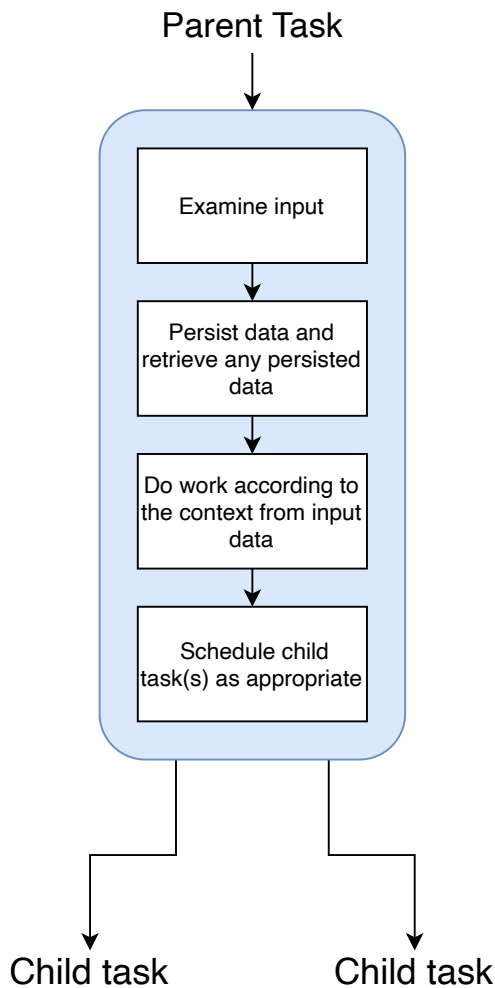 Parent Task
Examine input
Persist data and
retrieve any persisted
data
Do work according to
the context from input
data
Schedule child
task(s) as appropriate
Child task
Child task